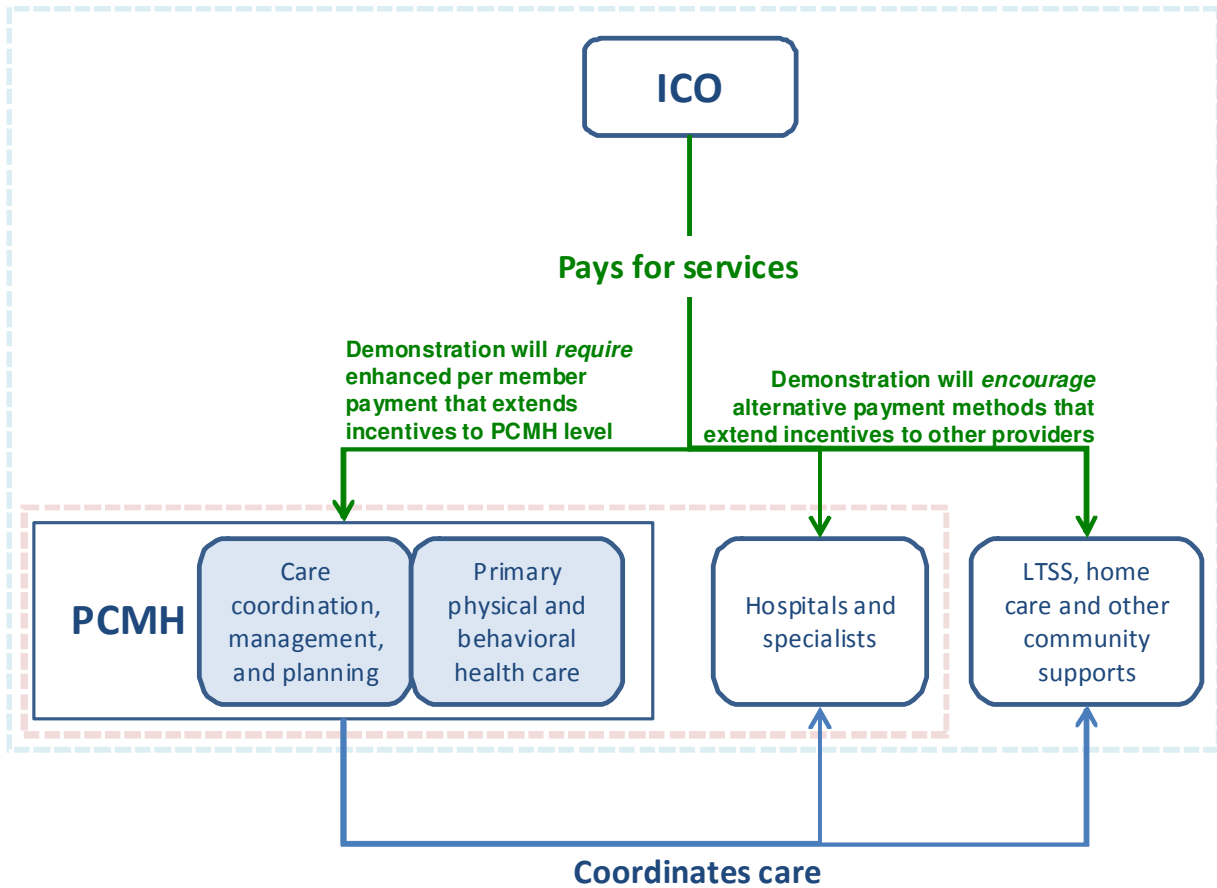 ICO
Pays for services
Demonstration will require
enhanced per member
payment that extends
incentives to PCMH level
Demonstration will encourage
alternative payment methods that
extend incentives to other providers
PCMH
Care
coordination,
management,
and planning
Primary
physical and
behavioral
health care
Hospitals and
specialists
LTSS, home
care and other
community
supports
Coordinates care